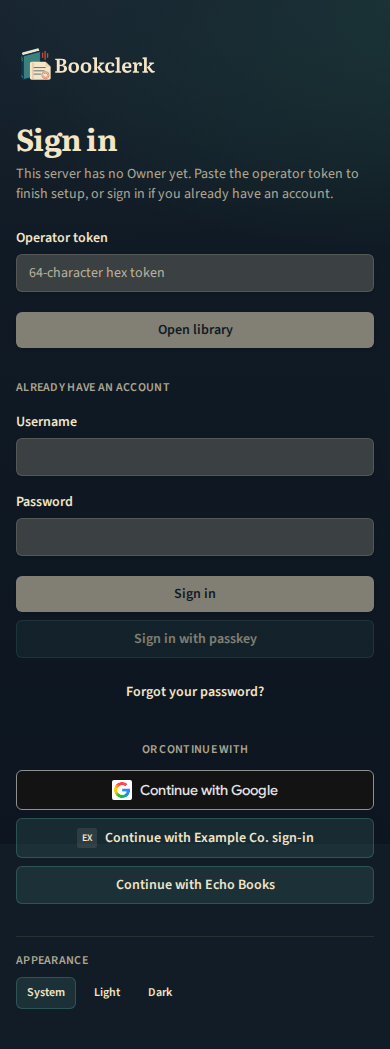 Bookclerk
Sign in
This server has no Owner yet. Paste the operator token to
finish setup, or sign in if you already have an account.
Operator token
64-character hex token
Open library
ALREADY HAVE AN ACCOUNT
Username
Password
Sign in
Sign in with passkey
Forgot your password?
OR CONTINUE WITH
Continue with Google
EX Continue with Example Co. sign-in
Continue with Echo Books
APPEARANCE
System Light Dark